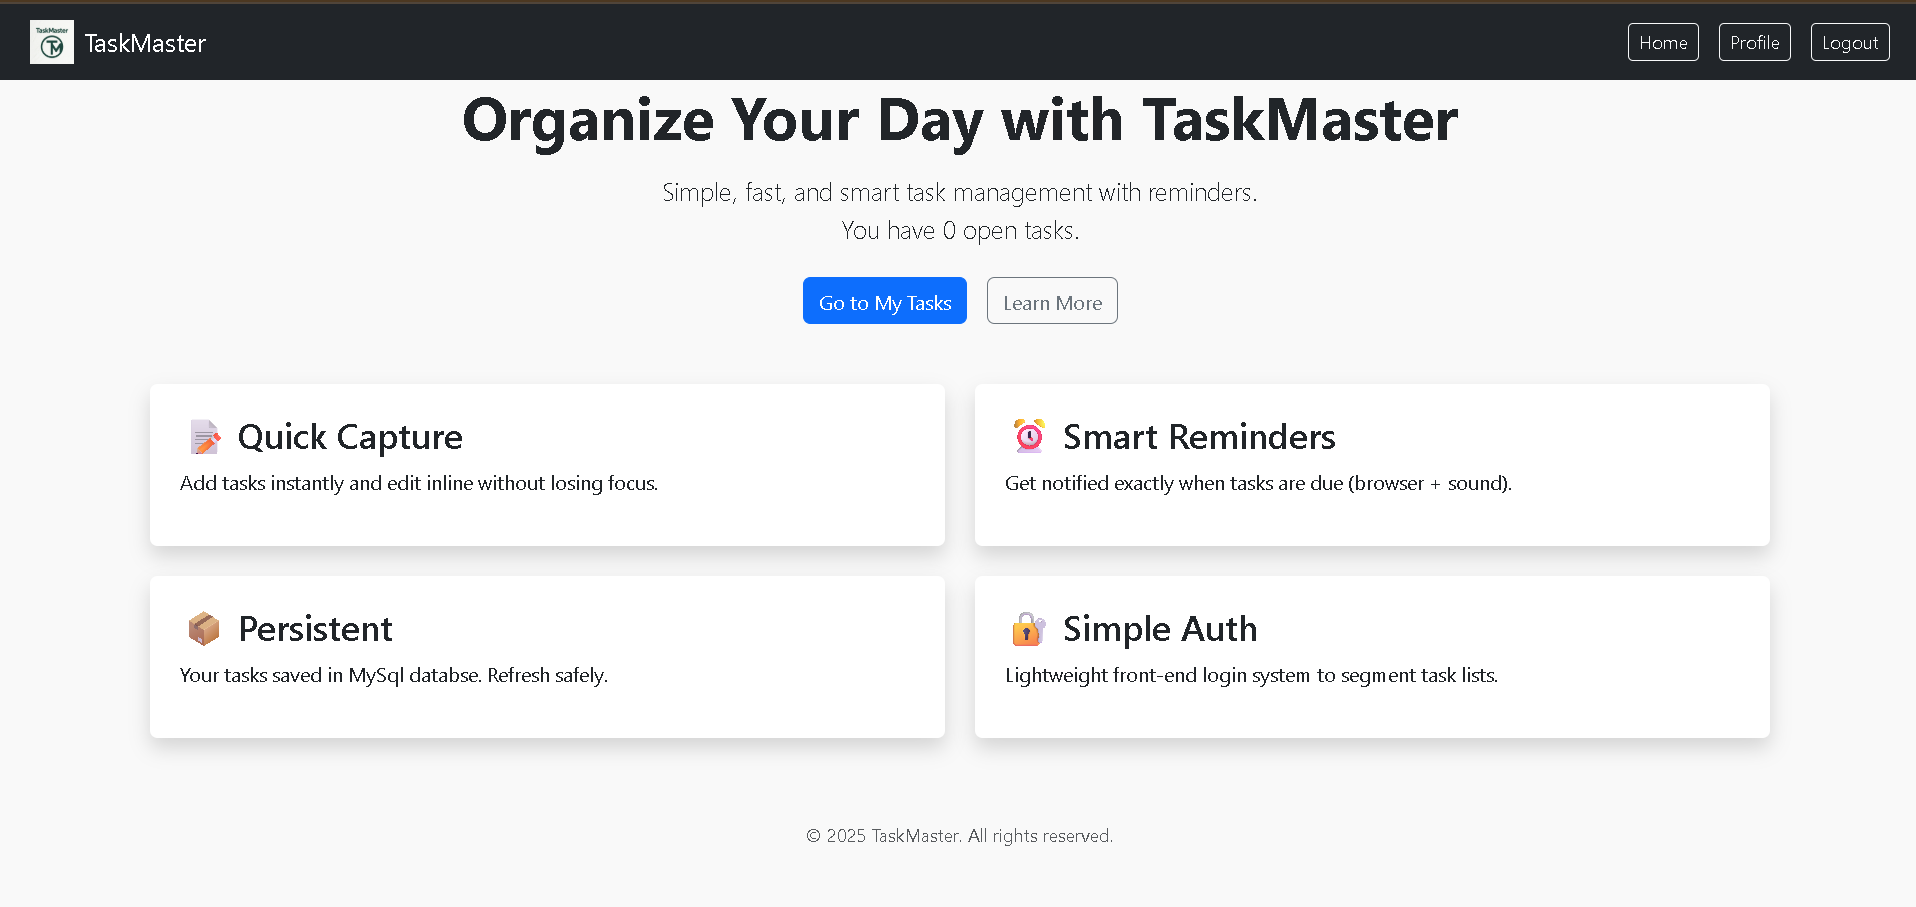 TaskMaster
TM
TaskMaster
Home
Profile
Logout
Organize Your Day with TaskMaster
Simple, fast, and smart task management with reminders.
You have 0 open tasks.
Go to My Tasks
Learn More
Quick Capture
Add tasks instantly and edit inline without losing focus.
Smart Reminders
Get notified exactly when tasks are due (browser + sound).
Persistent
Your tasks saved in MySql databse. Refresh safely.
Simple Auth
Lightweight front-end login system to segment task lists.
© 2025 TaskMaster. All rights reserved.